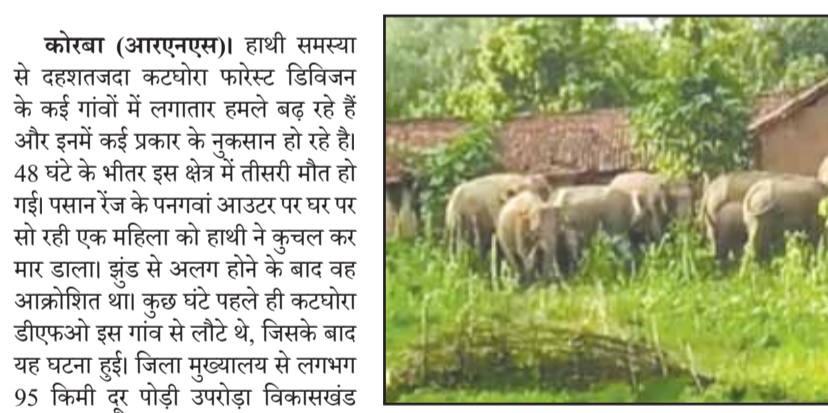 कोरबा (आरएनएस)। हाथी समस्या
से दहशतजदा कटघोरा फारेस्ट डिविजन
के कई गांवों में लगातार हमले बढ़ रहे हैं
और इनमें कई प्रकार के नुकसान हो रहे है।
48 घंटे के भीतर इस क्षेत्र में तीसरी मौत हो
गई। पसान रेंज के पनगवां आउटर पर घर पर
सो रही एक महिला को हाथी ने कुचल कर
मार डाला। झुंड से अलग होने के बाद वह
आक्रोशित था। कुछ घंटे पहले ही कटघोरा
डीएफओ इस गांव से लौटे थे, जिसके बाद
यह घटना हुई। जिला मुख्यालय से लगभग
95 किमी दूर पोड़ी उपरोड़ा विकासखंड